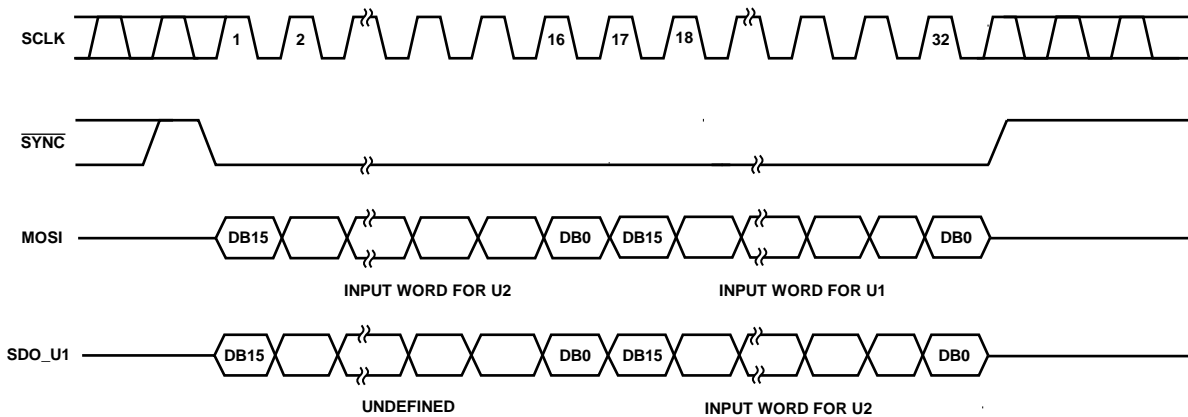 SCLK 1 2 16 17 18 32
SYNC
MOSI DB15 DB0 DB15 DB0
INPUT WORD FOR U2 INPUT WORD FOR U1
SDO_U1 DB15 DB0 DB15 DB0
UNDEFINED INPUT WORD FOR U2